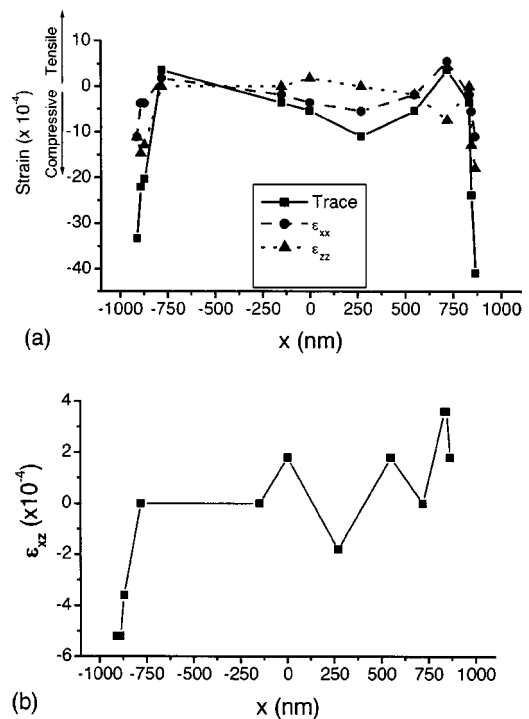 Tensile
Compressive
Strain (x 10⁻⁴)
10
0
-10
-20
-30
-40
Trace
εxx
εzz
-1000 -750 -500 -250 0 250 500 750 1000
(a)
x (nm)
4
2
0
-2
-4
-6
εxz (x10⁻⁴)
-1000 -750 -500 -250 0 250 500 750 1000
(b)
x (nm)